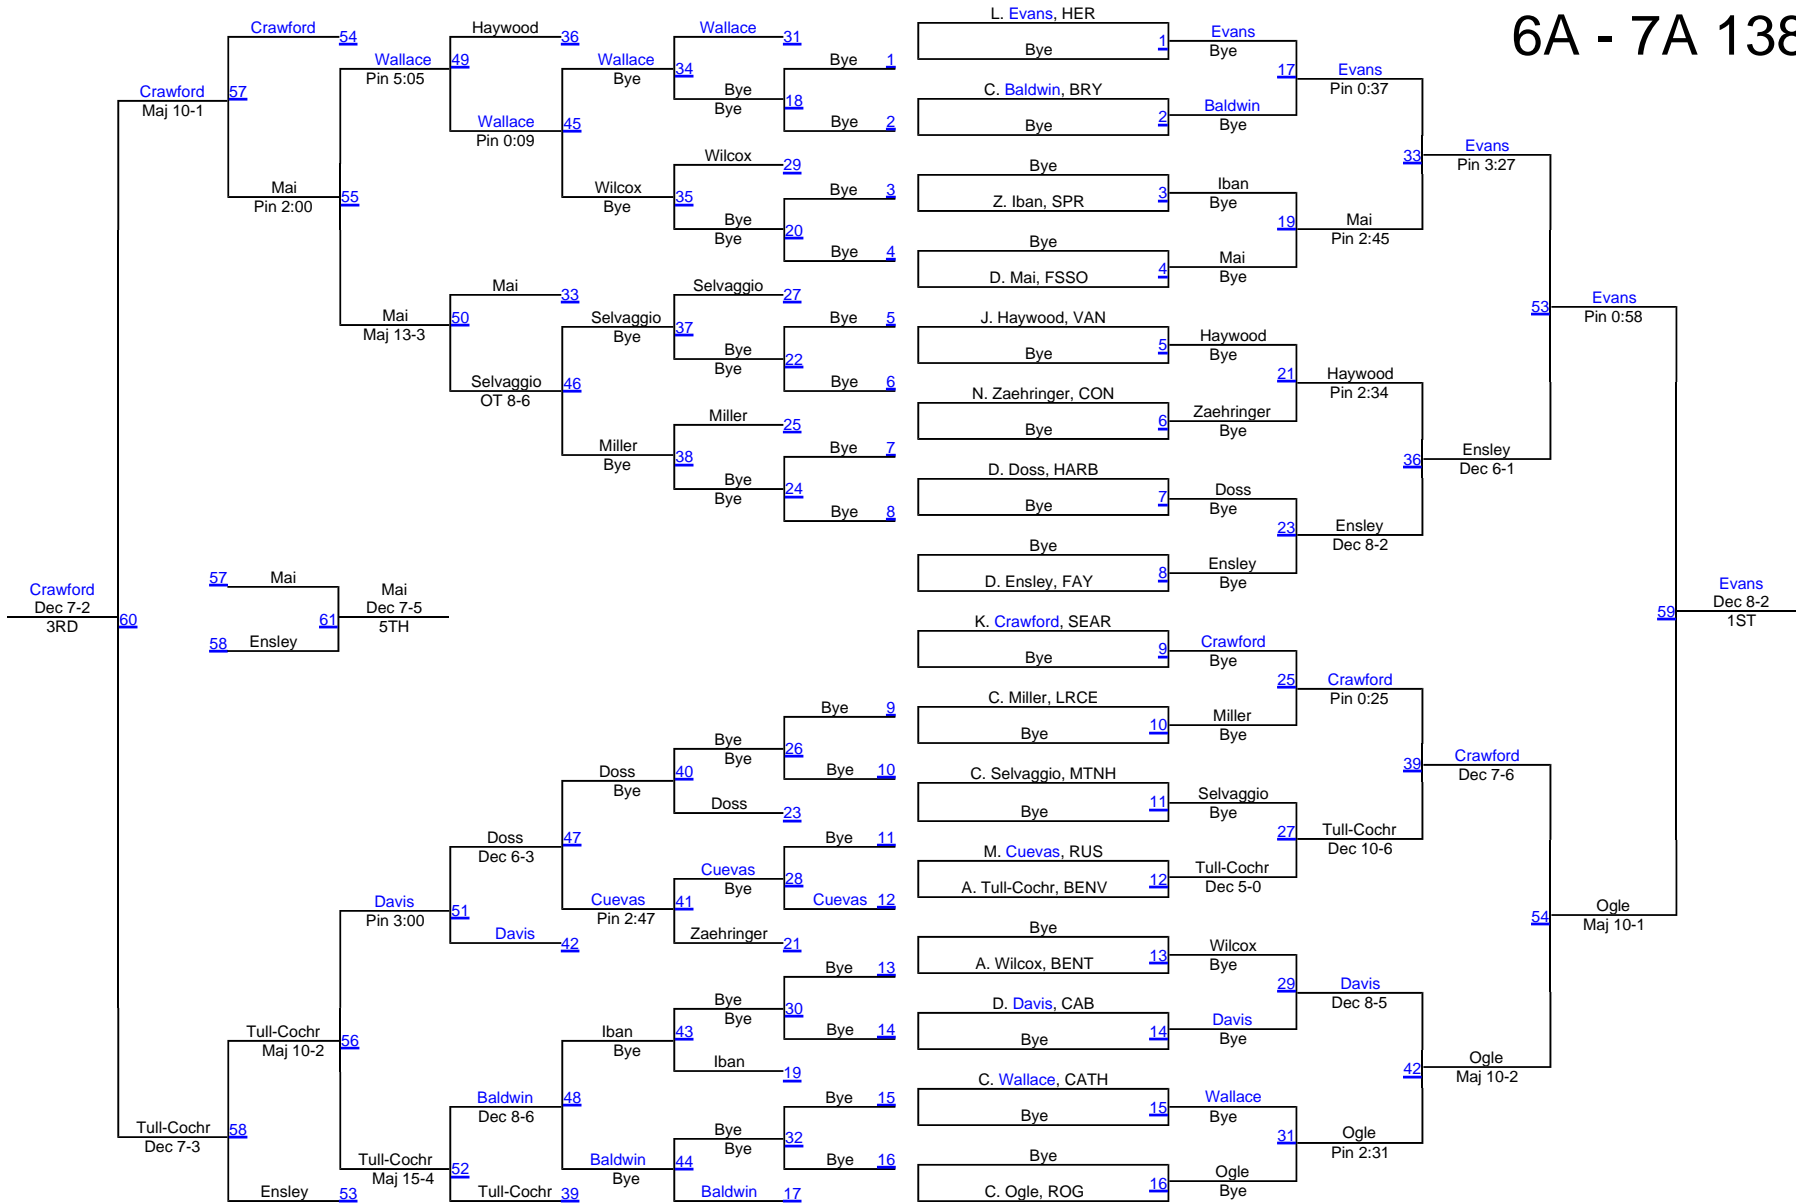 6A - 7A 138
Crawford
54
Crawford
Maj 10-1
57
Mai
Pin 2:00
55
Wallace
Pin 5:05
49
Haywood
36
Wallace
Pin 0:09
45
Wallace
Bye
34
Wallace
31
Bye
Bye
18
Bye 1
Bye 2
Wilcox
Bye
35
Wilcox
29
Bye
Bye
20
Bye 3
Bye 4
Mai
Maj 13-3
50
Mai
33
Selvaggio
OT 8-6
46
Selvaggio
Bye
37
Selvaggio
27
Bye
Bye
22
Bye 5
Bye 6
Miller
Bye
38
Miller
25
Bye
Bye
24
Bye 7
Bye 8
Crawford
Dec 7-2
3RD
60
57 Mai
58 Ensley
61
Mai
Dec 7-5
5TH
Bye 9
Bye
Bye
26
Bye 10
Doss
Bye
40
Doss
23
Doss
Dec 6-3
47
Bye 11
Cuevas
Bye
28
Cuevas 12
Cuevas
Pin 2:47
41
Zaehringer
21
Davis
Pin 3:00
51
Davis
42
Bye 13
Bye
Bye
30
Bye 14
Iban
Bye
43
Iban
19
Tull-Cochr
Maj 10-2
56
Baldwin
Dec 8-6
48
Bye 15
Bye
Bye
32
Bye 16
Baldwin
Bye
44
Baldwin
17
Tull-Cochr
Dec 7-3
58
Tull-Cochr
Maj 15-4
52
Tull-Cochr
39
Ensley
53
L. Evans, HER
Bye
1
Evans
Bye
17
C. Baldwin, BRY
Bye
2
Baldwin
Bye
Evans
Pin 0:37
33
Bye
Z. Iban, SPR
3
Iban
Bye
19
Bye
D. Mai, FSSO
4
Mai
Bye
Mai
Pin 2:45
Evans
Pin 3:27
53
J. Haywood, VAN
Bye
5
Haywood
Bye
21
N. Zaehringer, CON
Bye
6
Zaehringer
Bye
Haywood
Pin 2:34
36
D. Doss, HARB
Bye
7
Doss
Bye
23
Bye
D. Ensley, FAY
8
Ensley
Bye
Ensley
Dec 8-2
Ensley
Dec 6-1
Evans
Pin 0:58
59
Evans
Dec 8-2
1ST
K. Crawford, SEAR
Bye
9
Crawford
Bye
25
C. Miller, LRCE
Bye
10
Miller
Bye
Crawford
Pin 0:25
39
C. Selvaggio, MTNH
Bye
11
Selvaggio
Bye
27
M. Cuevas, RUS
A. Tull-Cochr, BENV
12
Tull-Cochr
Dec 5-0
Tull-Cochr
Dec 10-6
Crawford
Dec 7-6
54
Bye
A. Wilcox, BENT
13
Wilcox
Bye
29
D. Davis, CAB
Bye
14
Davis
Bye
Davis
Dec 8-5
42
C. Wallace, CATH
Bye
15
Wallace
Bye
31
Bye
C. Ogle, ROG
16
Ogle
Bye
Ogle
Pin 2:31
Ogle
Maj 10-2
Ogle
Maj 10-1